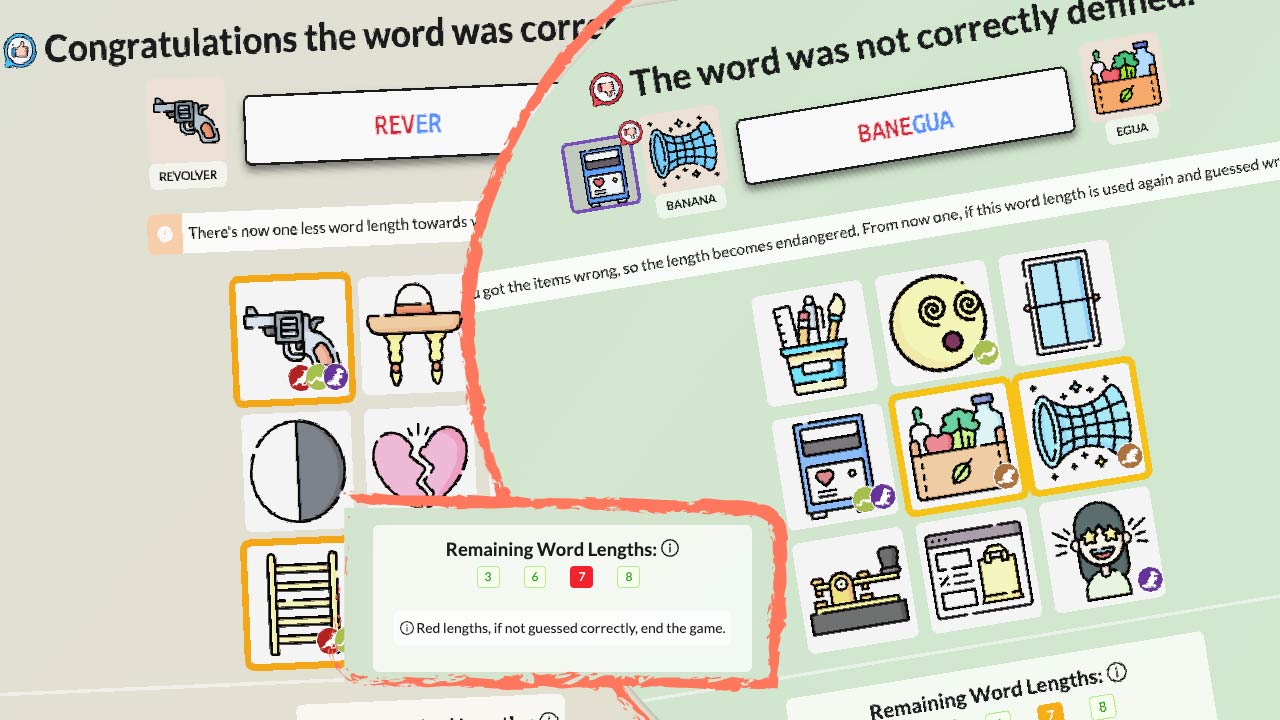 Congratulations the word was corre
REVER
REVOLVER
There's now one less word length towards
The word was not correctly defined.
BANEGUA
BANANA
EGUA
got the items wrong, so the length becomes endangered. From now one, if this word length is used again and guessed
Remaining Word Lengths:
3 6 7 8
Red lengths, if not guessed correctly, end the game.
Remaining Word Lengths:
7 8